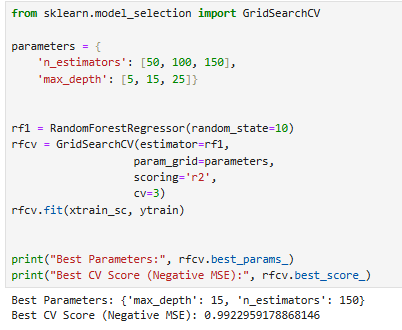 from sklearn.model_selection import GridSearchCV
parameters = {
    'n_estimators': [50, 100, 150],
    'max_depth': [5, 15, 25]}
rf1 = RandomForestRegressor(random_state=10)
rfcv = GridSearchCV(estimator=rf1,
                    param_grid=parameters,
                    scoring='r2',
                    cv=3)
rfcv.fit(xtrain_sc, ytrain)
print("Best Parameters:", rfcv.best_params_)
print("Best CV Score (Negative MSE):", rfcv.best_score_)
Best Parameters: {'max_depth': 15, 'n_estimators': 150}
Best CV Score (Negative MSE): 0.9922959178868146